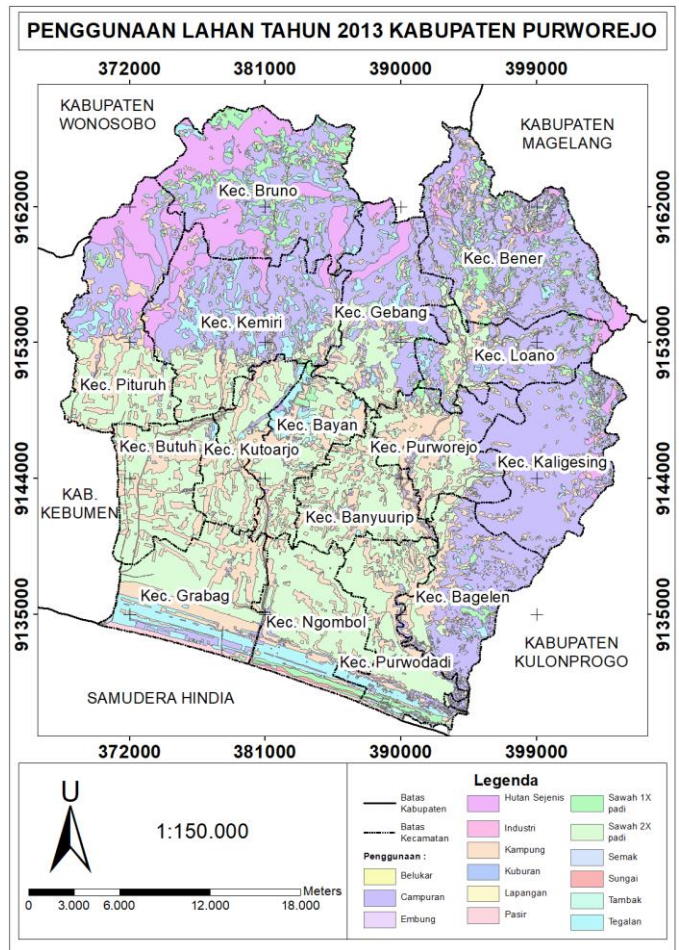 PENGGUNAAN LAHAN TAHUN 2013 KABUPATEN PURWOREJO
372000 381000 390000 399000
KABUPATEN
WONOSOBO
KABUPATEN
MAGELANG
9162000 9162000
Kec. Bruno
Kec. Bener
Kec. Gebang
Kec. Kemiri
9153000 9153000
Kec. Loano
Kec. Pituruh
Kec. Bayan
Kec. Butuh
Kec. Kutoarjo
Kec. Purworejo
Kec. Kaligesing
9144000 9144000
KAB.
KEBUMEN
Kec. Banyuurip
Kec. Grabag
Kec. Bagelen
9135000 9135000
Kec. Ngombol
KABUPATEN
KULONPROGO
Kec. Purwodadi
SAMUDERA HINDIA
372000 381000 390000 399000
U
1:150.000
Meters
0 3.000 6.000 12.000 18.000
Legenda
Batas
Kabupaten
Batas
Kecamatan
Penggunaan :
Belukar
Campuran
Embung
Hutan Sejenis
Industri
Kampung
Kuburan
Lapangan
Pasir
Sawah 1X
padi
Sawah 2X
padi
Semak
Sungai
Tambak
Tegalan